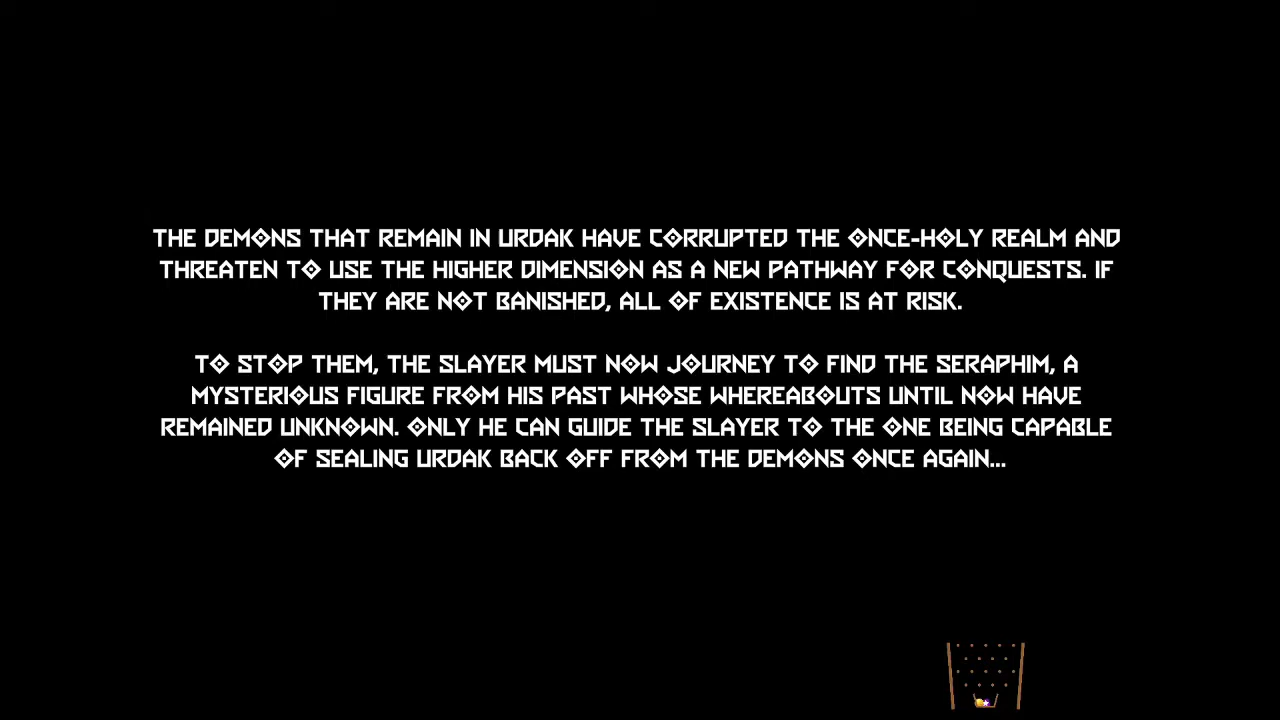 THE DEMONS THAT REMAIN IN URDAK HAVE CORRUPTED THE ONCE-HOLY REALM AND
THREATEN TO USE THE HIGHER DIMENSION AS A NEW PATHWAY FOR CONQUESTS. IF
THEY ARE NOT BANISHED, ALL OF EXISTENCE IS AT RISK.
TO STOP THEM, THE SLAYER MUST NOW JOURNEY TO FIND THE SERAPHIM, A
MYSTERIOUS FIGURE FROM HIS PAST WHOSE WHEREABOUTS UNTIL NOW HAVE
REMAINED UNKNOWN. ONLY HE CAN GUIDE THE SLAYER TO THE ONE BEING CAPABLE
OF SEALING URDAK BACK OFF FROM THE DEMONS ONCE AGAIN...